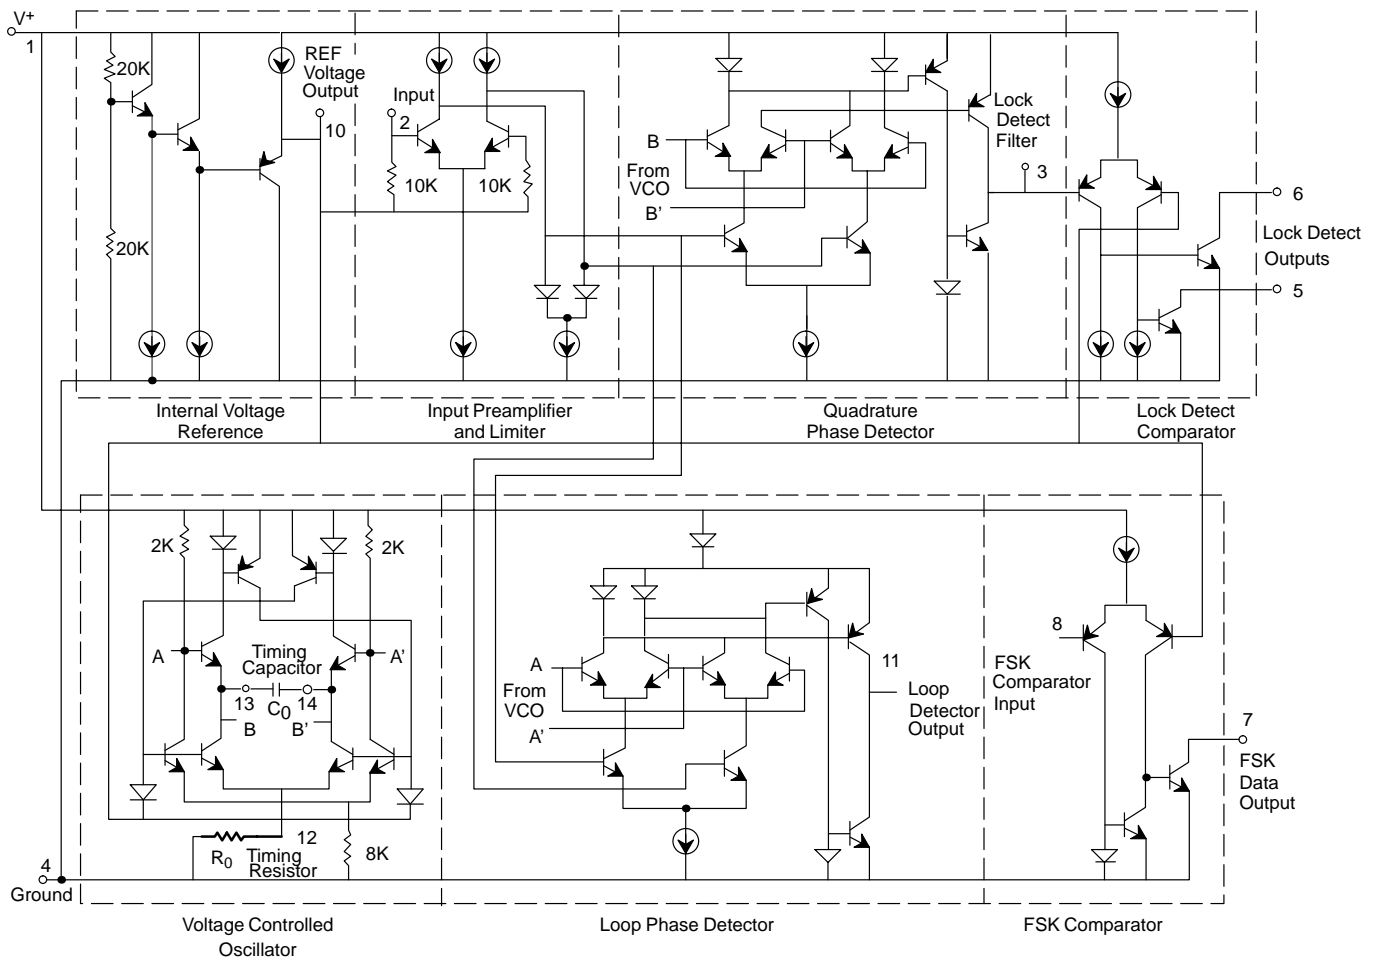 V+
1
20K
20K
REF
Voltage
Output
10
Input
2
10K
10K
B
From
VCO
B'
Lock
Detect
Filter
3
6
Lock Detect
Outputs
5
Internal Voltage
Reference
Input Preamplifier
and Limiter
Quadrature
Phase Detector
Lock Detect
Comparator
2K
2K
A
Timing
Capacitor
A'
13
C0
14
B
B'
R0
Timing
Resistor
12
8K
4
Ground
A
From
VCO
A'
11
Loop
Detector
Output
8
FSK
Comparator
Input
7
FSK
Data
Output
Voltage Controlled
Oscillator
Loop Phase Detector
FSK Comparator